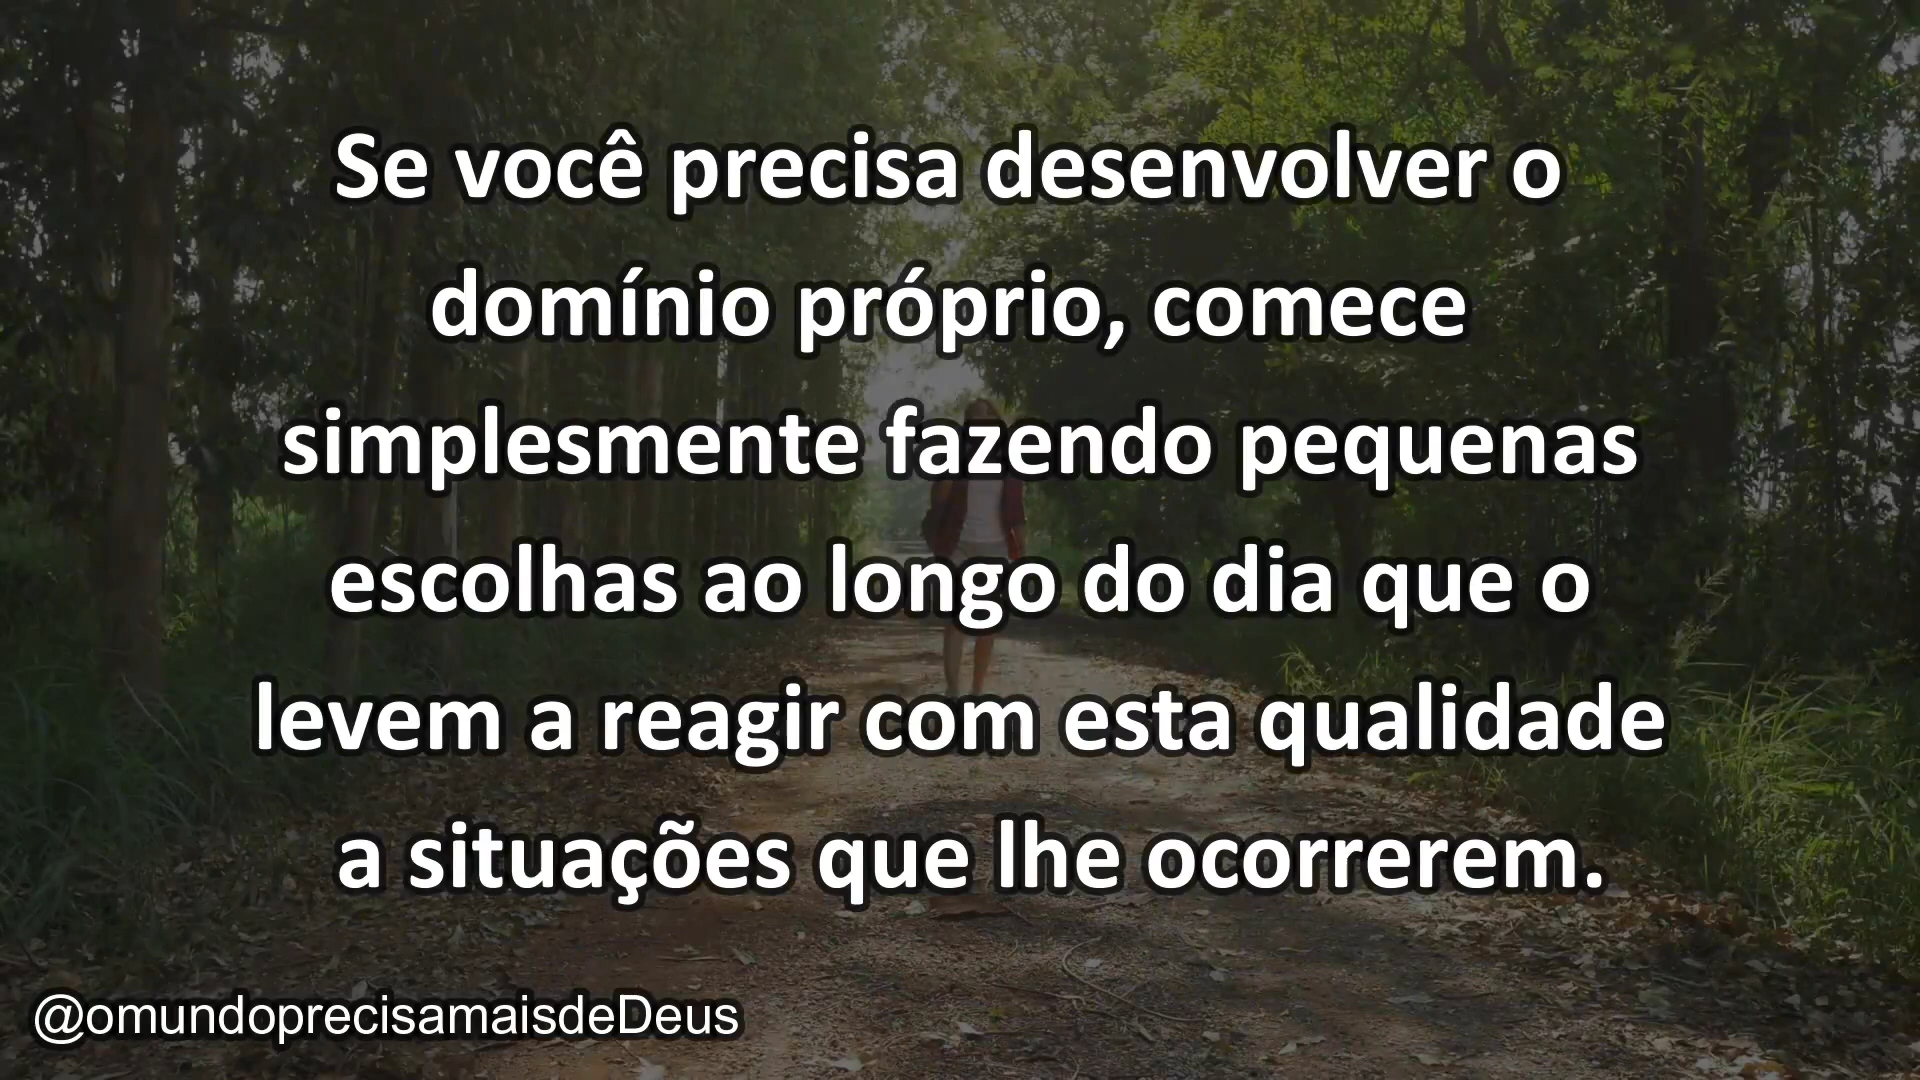 Se você precisa desenvolver o
domínio próprio, comece
simplesmente fazendo pequenas
escolhas ao longo do dia que o
levem a reagir com esta qualidade
a situações que lhe ocorrerem.
@omundoprecisamaisdeDeus